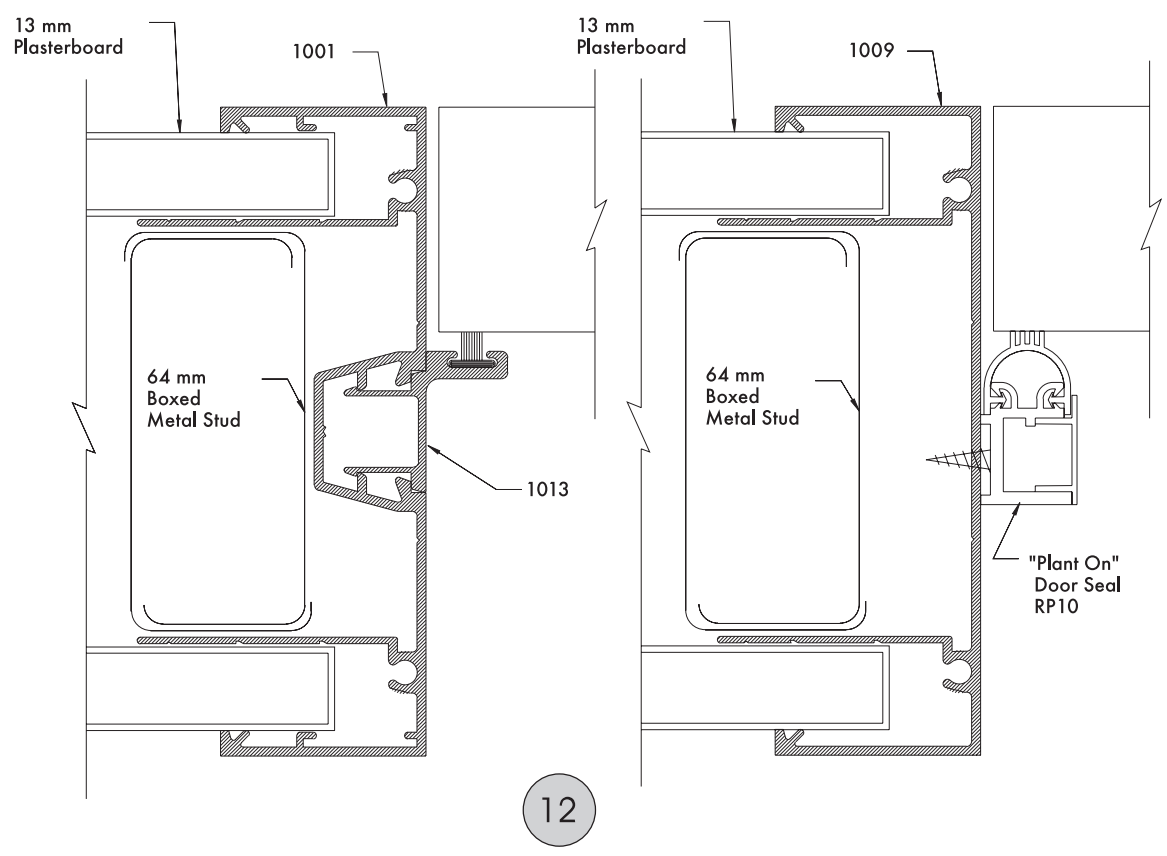 13 mm
Plasterboard
1001
64 mm
Boxed
Metal Stud
1013
13 mm
Plasterboard
1009
64 mm
Boxed
Metal Stud
"Plant On"
Door Seal
RP10
12